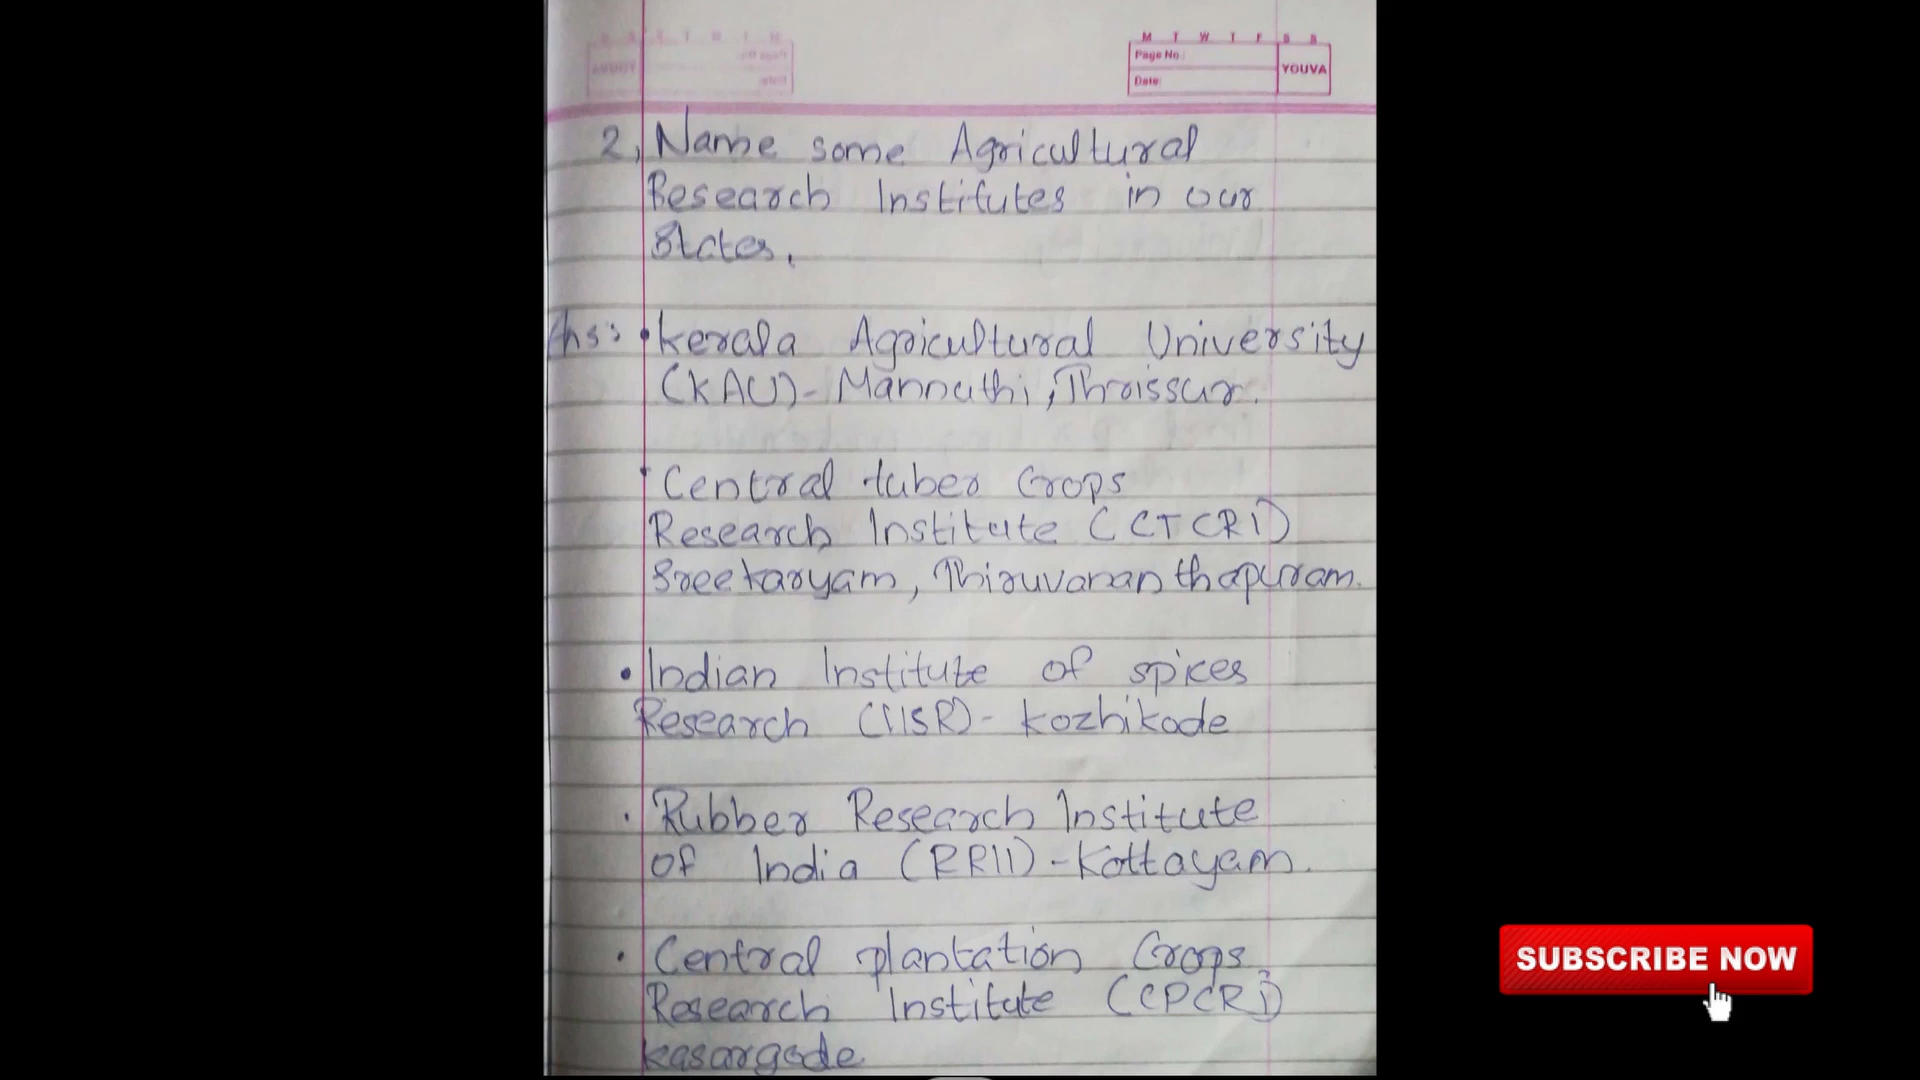 M T W T F S S
Page No.:
YOUVA
Date:
2, Name some Agricultural
Research Institutes in our
States.
Ans: • Kerala Agricultural University
(KAU)- Mannuthi, Thrissur.
• Central tuber Crops
Research Institute (CTCRI)
Sreekaryam, Thiruvananthapuram.
• Indian Institute of spices
Research (IISR)- Kozhikode
• Rubber Research Institute
of India (RRII) - Kottayam.
• Central plantation Crops
Research Institute (CPCRI)
Kasargode
SUBSCRIBE NOW